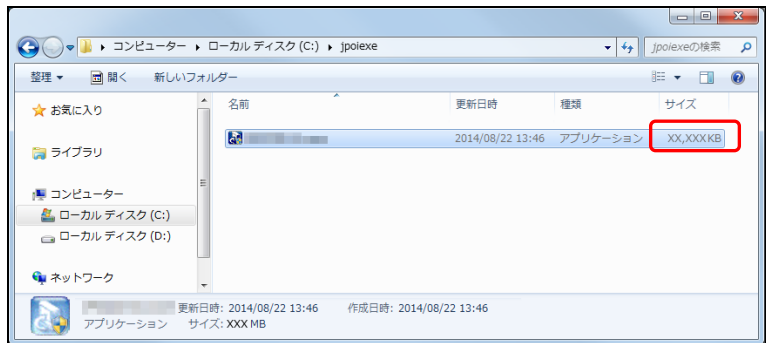 コンピューター ▸ ローカル ディスク (C:) ▸ jpoiexe
jpoiexeの検索
整理 開く 新しいフォルダー
名前 更新日時 種類 サイズ
お気に入り
2014/08/22 13:46 アプリケーション XX,XXX KB
ライブラリ
コンピューター
ローカル ディスク (C:)
ローカル ディスク (D:)
ネットワーク
更新日時: 2014/08/22 13:46 作成日時: 2014/08/22 13:46
アプリケーション サイズ: XXX MB